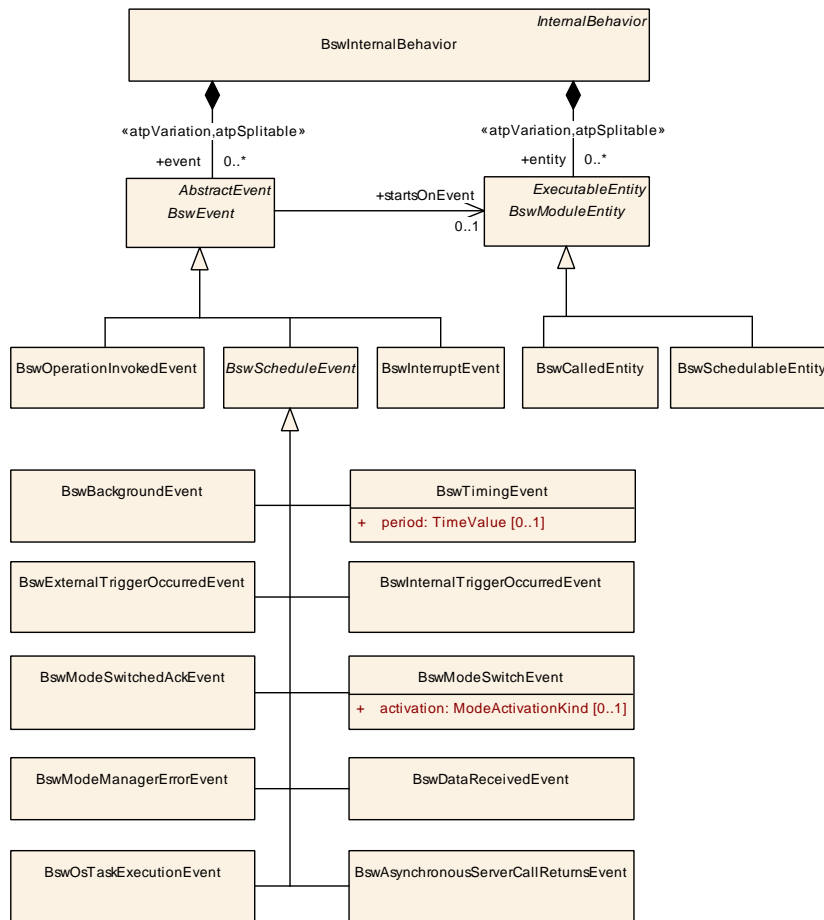 InternalBehavior
BswInternalBehavior
«atpVariation,atpSplitable»
«atpVariation,atpSplitable»
+event 0..*
+entity 0..*
AbstractEvent
BswEvent
+startsOnEvent
0..1
ExecutableEntity
BswModuleEntity
BswOperationInvokedEvent
BswScheduleEvent
BswInterruptEvent
BswCalledEntity
BswSchedulableEntity
BswBackgroundEvent
BswTimingEvent
+ period: TimeValue [0..1]
BswExternalTriggerOccurredEvent
BswInternalTriggerOccurredEvent
BswModeSwitchedAckEvent
BswModeSwitchEvent
+ activation: ModeActivationKind [0..1]
BswModeManagerErrorEvent
BswDataReceivedEvent
BswOsTaskExecutionEvent
BswAsynchronousServerCallReturnsEvent